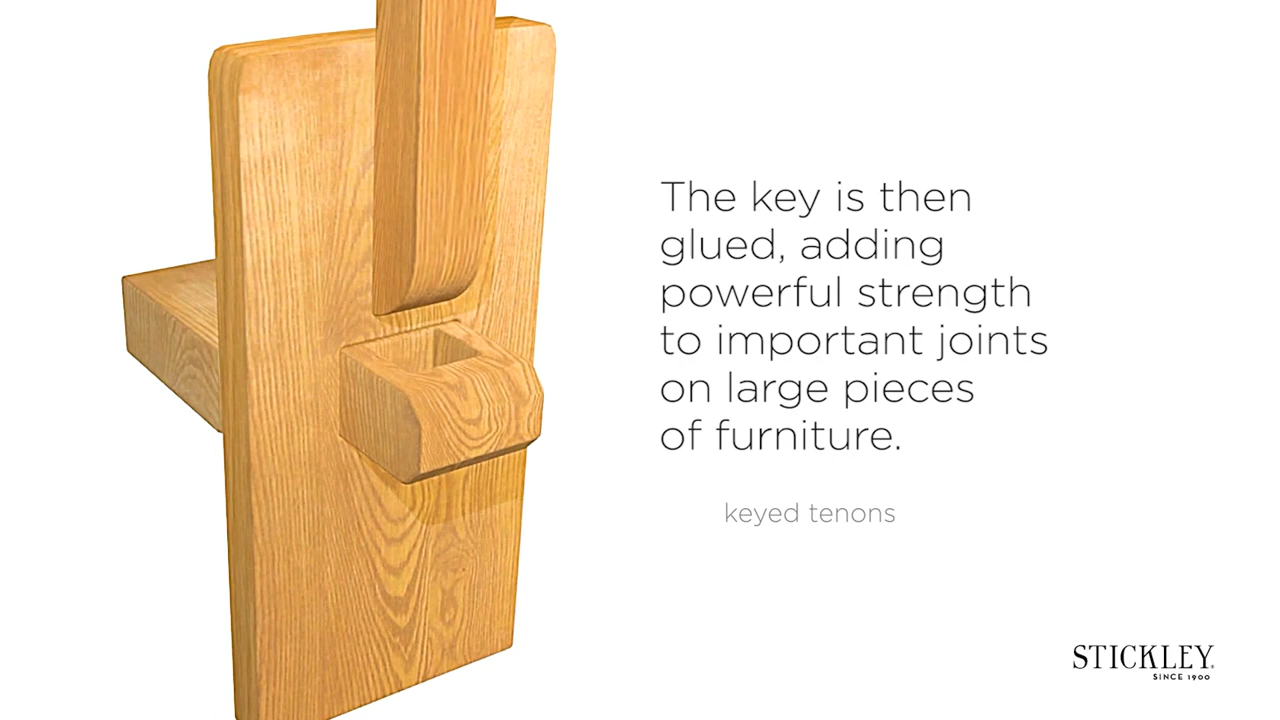 The key is then
glued, adding
powerful strength
to important joints
on large pieces
of furniture.
keyed tenons
STICKLEY
SINCE 1900